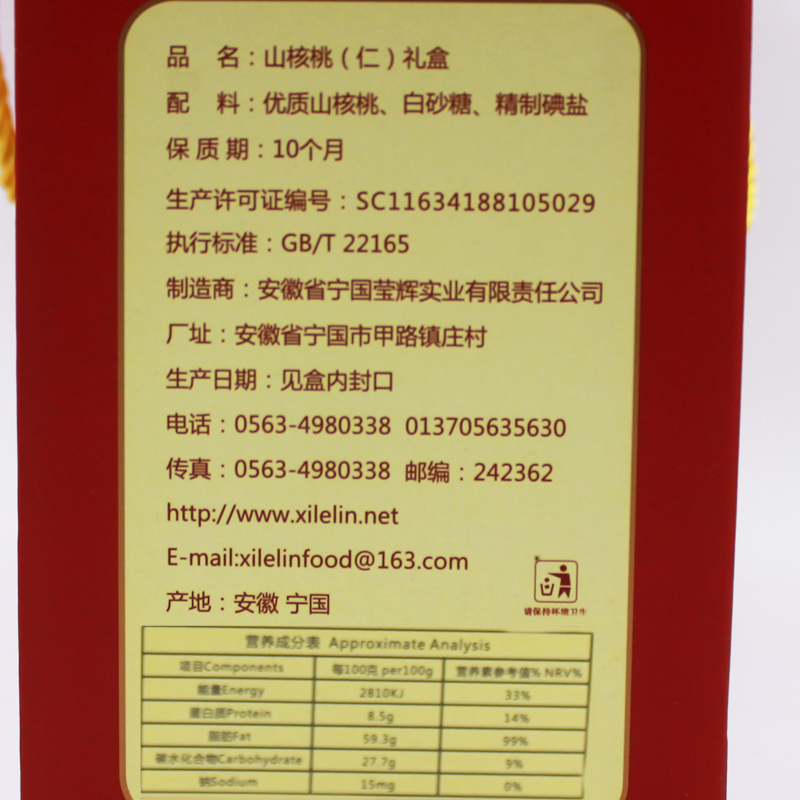 品 名：山核桃（仁）礼盒
配 料：优质山核桃、白砂糖、精制碘盐
保 质 期：10个月
生产许可证编号：SC11634188105029
执行标准：GB/T 22165
制造商：安徽省宁国莹辉实业有限责任公司
厂址：安徽省宁国市甲路镇庄村
生产日期：见盒内封口
电话：0563-4980338 013705635630
传真：0563-4980338 邮编：242362
http://www.xilelin.net
E-mail:xilelinfood@163.com
产地：安徽 宁国
请保持环境卫生
营养成分表 Approximate Analysis
项目Components 每100克 per100g 营养素参考值% NRV%
能量Energy 2810KJ 33%
蛋白质Protein 8.5g 14%
脂肪Fat 59.3g 99%
碳水化合物Carbohydrate 27.7g 9%
钠Sodium 15mg 0%